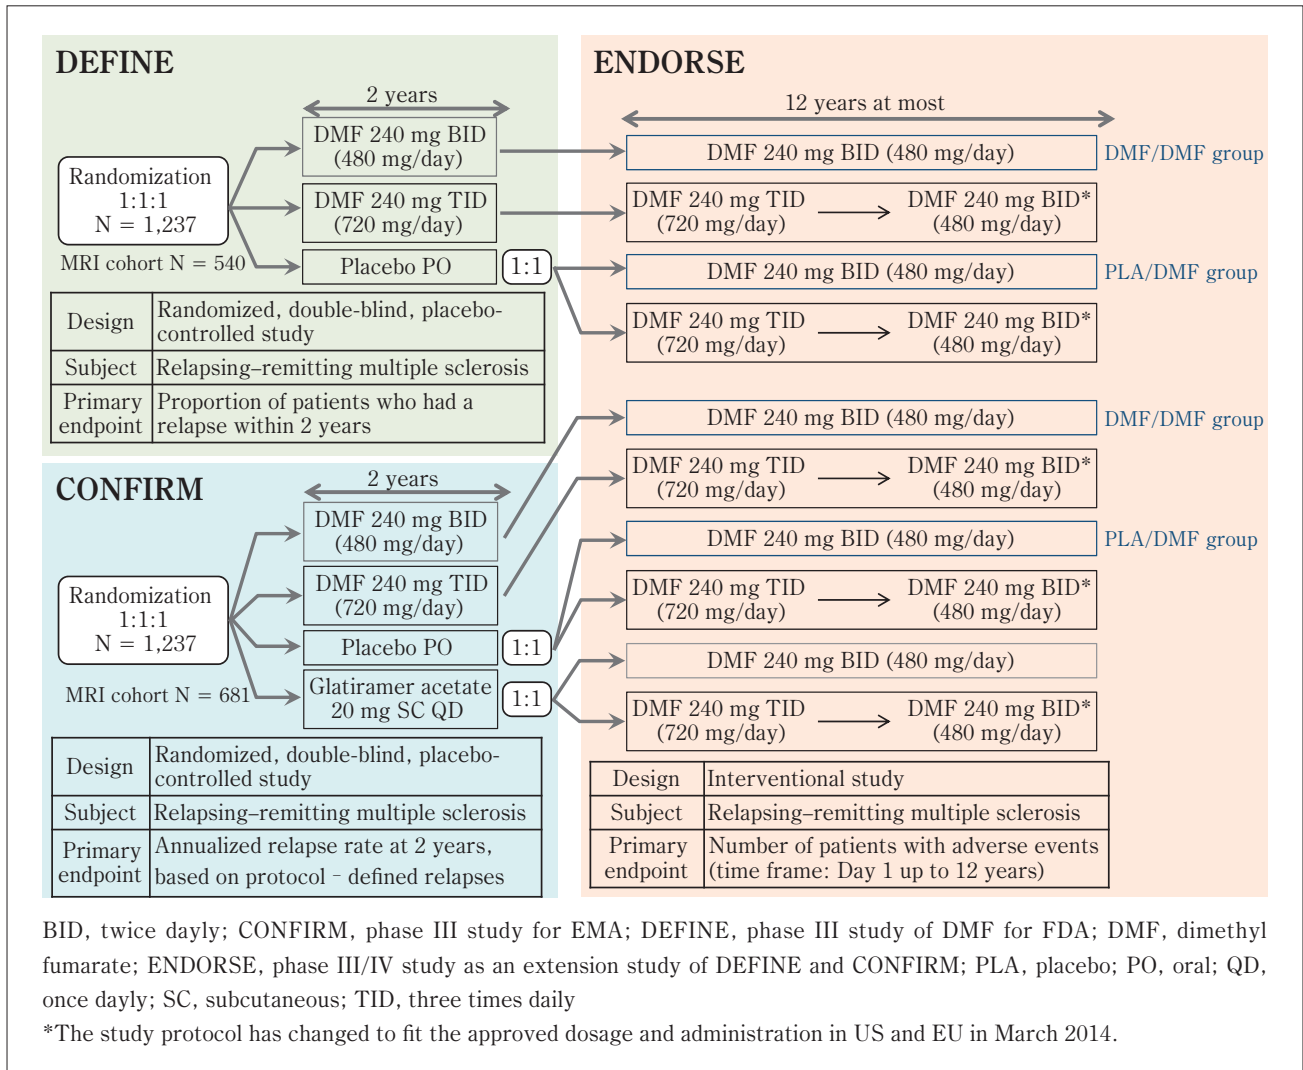 DEFINE
2 years
DMF 240 mg BID
(480 mg/day)
Randomization
1:1:1
N = 1,237
DMF 240 mg TID
(720 mg/day)
MRI cohort N = 540
Placebo PO
1:1
Design
Randomized, double-blind, placebo-
controlled study
Subject
Relapsing–remitting multiple sclerosis
Primary
endpoint
Proportion of patients who had a
relapse within 2 years
CONFIRM
2 years
DMF 240 mg BID
(480 mg/day)
Randomization
1:1:1
N = 1,237
DMF 240 mg TID
(720 mg/day)
Placebo PO
1:1
MRI cohort N = 681
Glatiramer acetate
20 mg SC QD
1:1
Design
Randomized, double-blind, placebo-
controlled study
Subject
Relapsing–remitting multiple sclerosis
Primary
endpoint
Annualized relapse rate at 2 years,
based on protocol – defined relapses
ENDORSE
12 years at most
DMF 240 mg BID (480 mg/day)
DMF/DMF group
DMF 240 mg TID
(720 mg/day)
DMF 240 mg BID*
(480 mg/day)
DMF 240 mg BID (480 mg/day)
PLA/DMF group
DMF 240 mg TID
(720 mg/day)
DMF 240 mg BID*
(480 mg/day)
DMF 240 mg BID (480 mg/day)
DMF/DMF group
DMF 240 mg TID
(720 mg/day)
DMF 240 mg BID*
(480 mg/day)
DMF 240 mg BID (480 mg/day)
PLA/DMF group
DMF 240 mg TID
(720 mg/day)
DMF 240 mg BID*
(480 mg/day)
DMF 240 mg BID (480 mg/day)
DMF 240 mg TID
(720 mg/day)
DMF 240 mg BID*
(480 mg/day)
Design
Interventional study
Subject
Relapsing–remitting multiple sclerosis
Primary
endpoint
Number of patients with adverse events
(time frame: Day 1 up to 12 years)
BID, twice dayly; CONFIRM, phase III study for EMA; DEFINE, phase III study of DMF for FDA; DMF, dimethyl
fumarate; ENDORSE, phase III/IV study as an extension study of DEFINE and CONFIRM; PLA, placebo; PO, oral; QD,
once dayly; SC, subcutaneous; TID, three times daily
*The study protocol has changed to fit the approved dosage and administration in US and EU in March 2014.